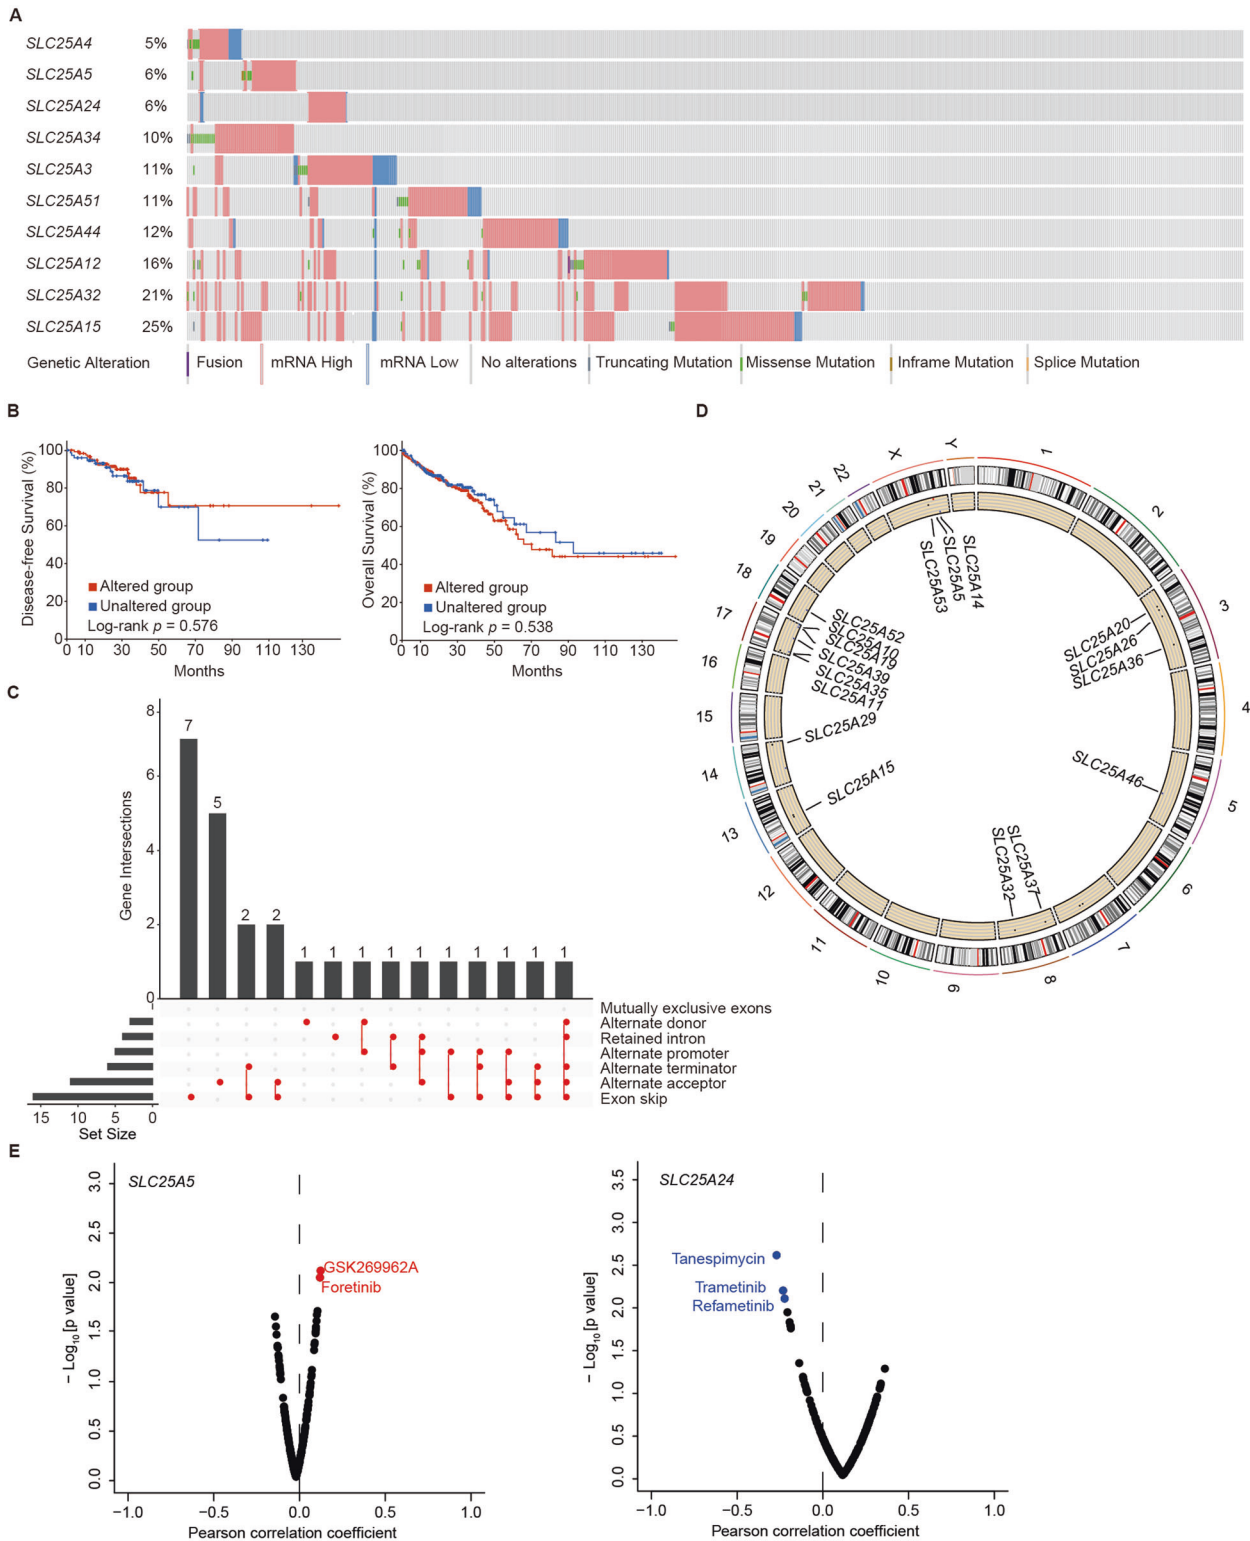 A
SLC25A4 5%
SLC25A5 6%
SLC25A24 6%
SLC25A34 10%
SLC25A3 11%
SLC25A51 11%
SLC25A44 12%
SLC25A12 16%
SLC25A32 21%
SLC25A15 25%
Genetic Alteration Fusion mRNA High mRNA Low No alterations Truncating Mutation Missense Mutation Inframe Mutation Splice Mutation
B
Disease-free Survival (%)
100
80
60
40
20
0
Altered group
Unaltered group
Log-rank p = 0.576
0 10 30 50 70 90 130
Months
Overall Survival (%)
100
80
60
40
20
0
Altered group
Unaltered group
Log-rank p = 0.538
0 10 30 50 70 90 130
Months
C
Gene Intersections
8
6
4
2
0
7 5 2 2 1 1 1 1 1 1 1 1 1 1
Mutually exclusive exons
Alternate donor
Retained intron
Alternate promoter
Alternate terminator
Alternate acceptor
Exon skip
15 10 5 0
Set Size
D
1
2
3
4
5
6
7
8
9
10
11
12
13
14
15
16
17
18
19
20
21
22
X
Y
SLC25A53
SLC25A5
SLC25A14
SLC25A20
SLC25A26
SLC25A36
SLC25A46
SLC25A37
SLC25A32
SLC25A15
SLC25A29
SLC25A11
SLC25A35
SLC25A39
SLC25A19
SLC25A10
SLC25A52
E
SLC25A5
− Log10[p value]
3.0
2.5
2.0
1.5
1.0
0.5
0.0
GSK269962A
Foretinib
−1.0 −0.5 0.0 0.5 1.0
Pearson correlation coefficient
SLC25A24
− Log10[p value]
3.5
3.0
2.5
2.0
1.5
1.0
0.5
0.0
Tanespimycin
Trametinib
Refametinib
−1.0 −0.5 0.0 0.5 1.0
Pearson correlation coefficient